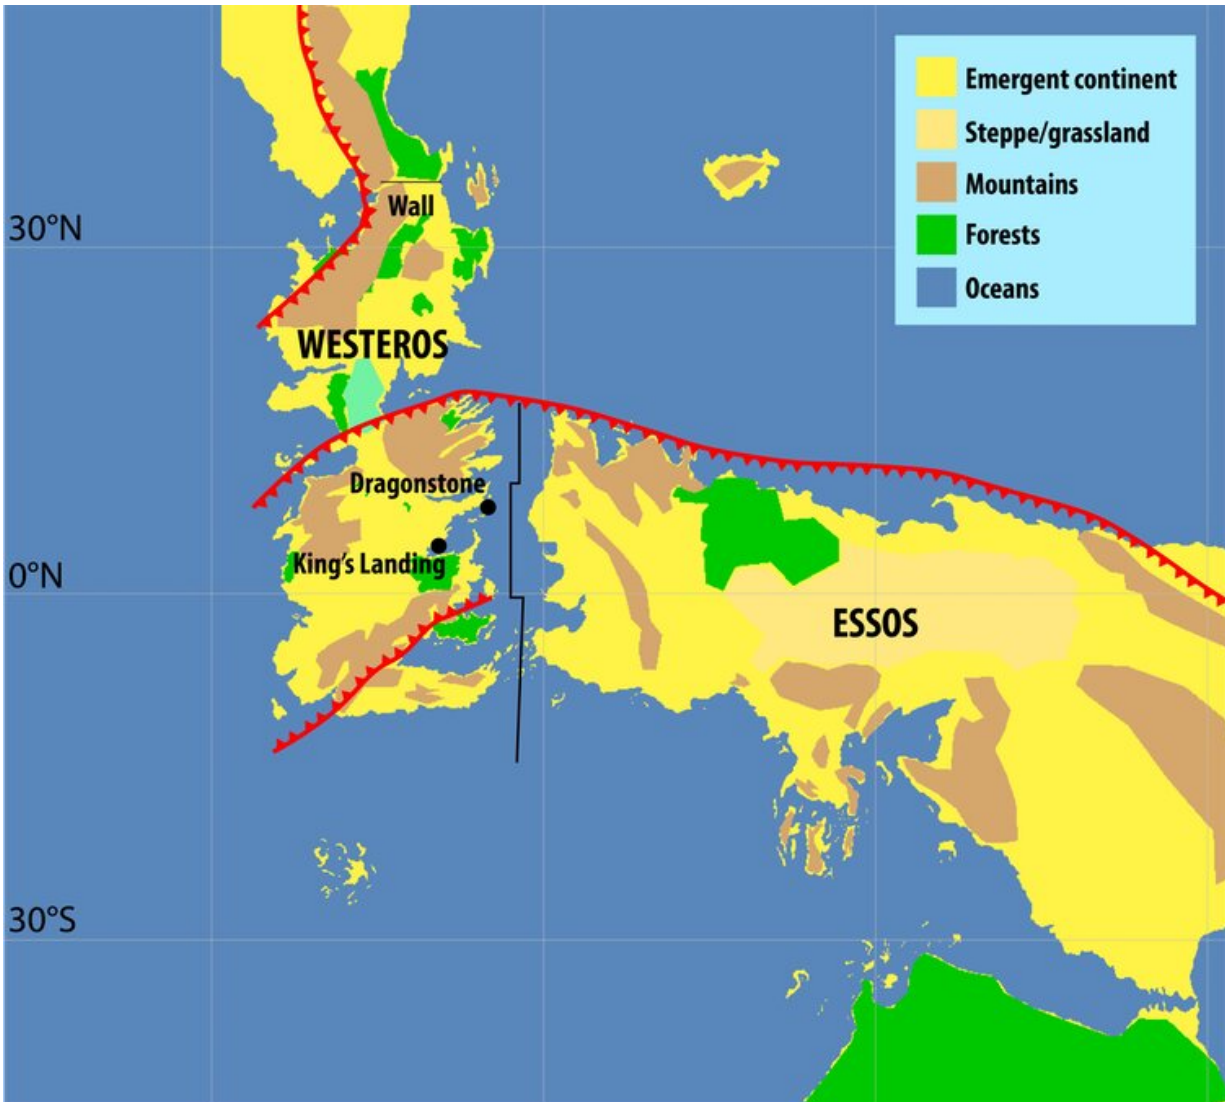 Emergent continent
Steppe/grassland
Mountains
Forests
Oceans
Wall
30°N
WESTEROS
Dragonstone
King's Landing
0°N
ESSOS
30°S